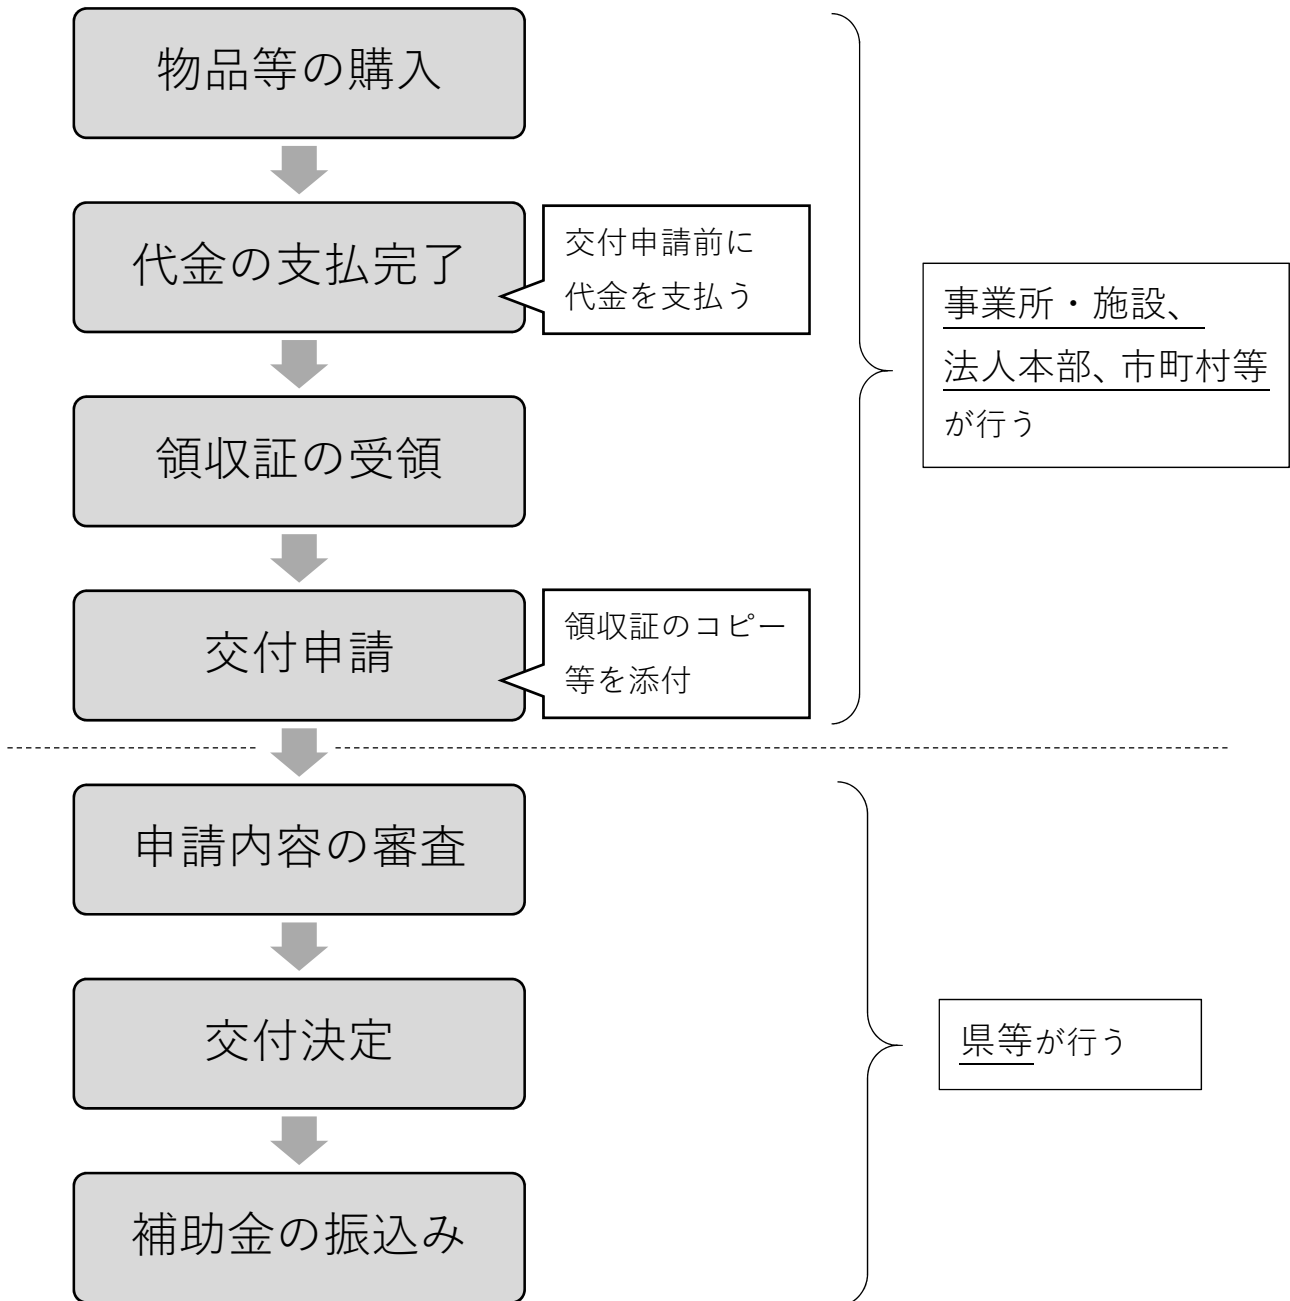 物品等の購入
代金の支払完了
交付申請前に
代金を支払う
領収証の受領
交付申請
領収証のコピー
等を添付
事業所・施設、
法人本部、市町村等
が行う
申請内容の審査
交付決定
補助金の振込み
県等が行う